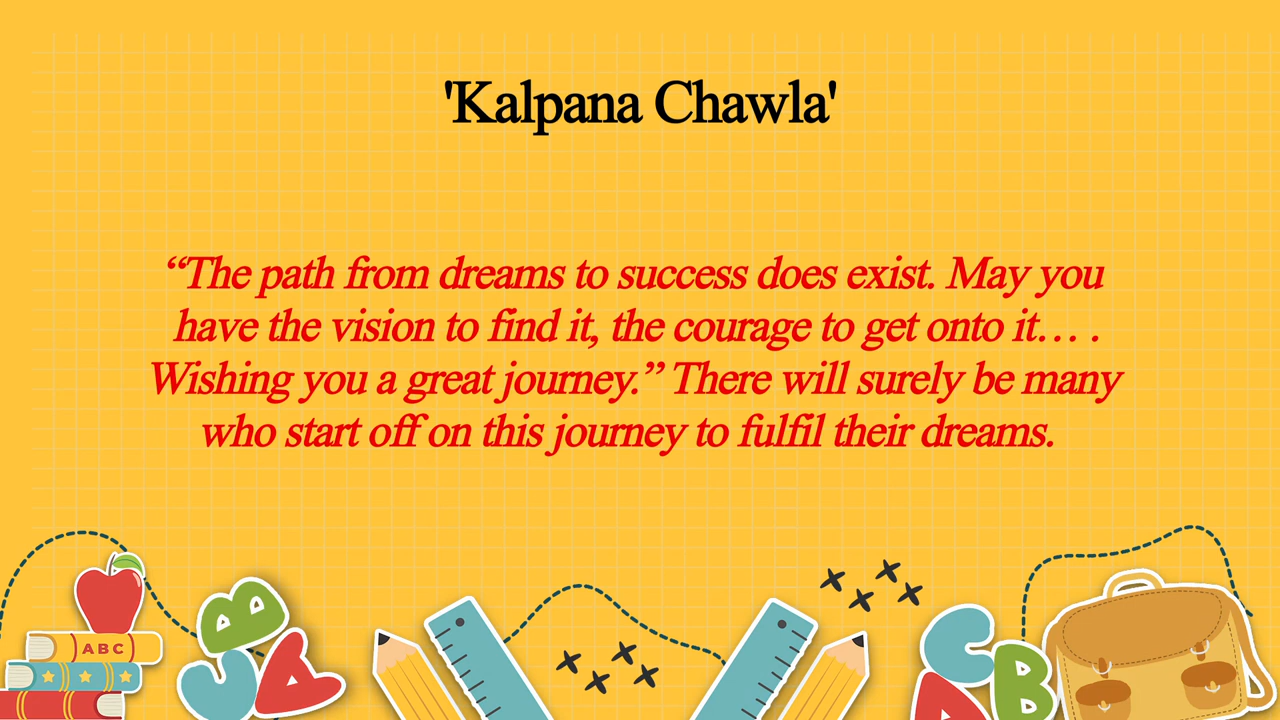 'Kalpana Chawla'
“The path from dreams to success does exist. May you
have the vision to find it, the courage to get onto it… .
Wishing you a great journey.” There will surely be many
who start off on this journey to fulfil their dreams.
ABC
B
C
A
C
B
A